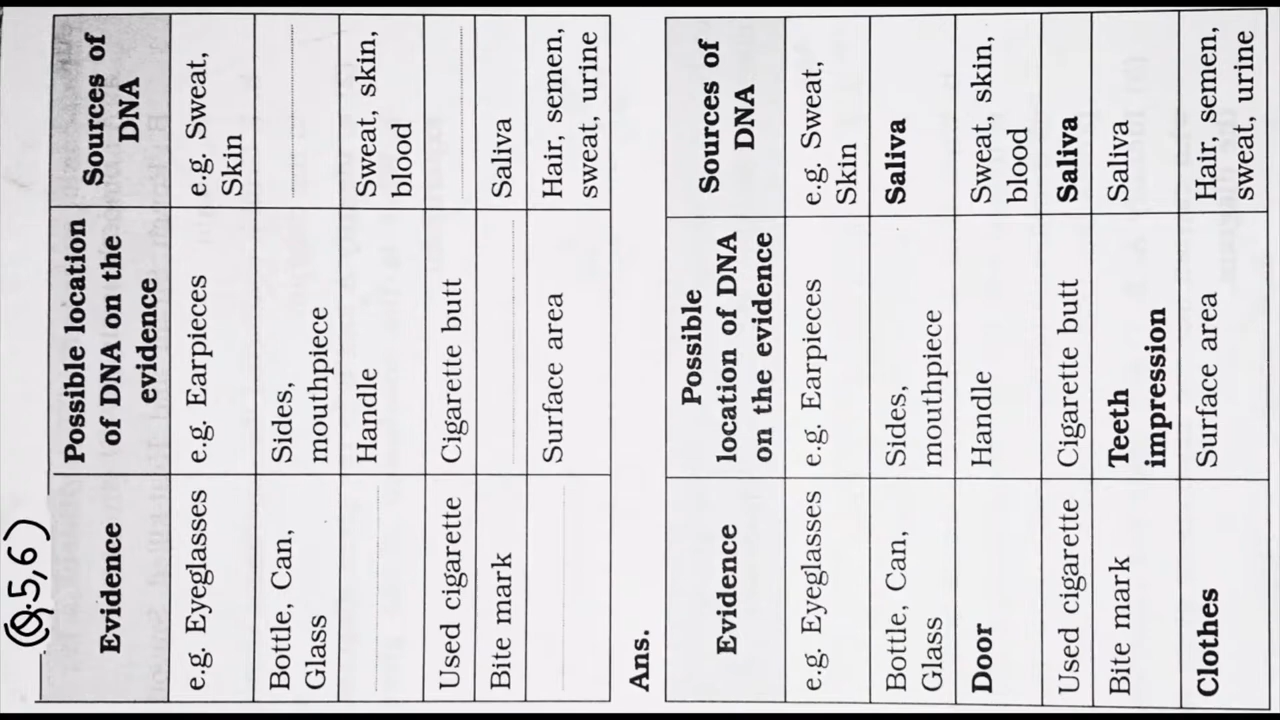 (Q.5,6)
Evidence
Possible location
of DNA on the
evidence
Sources of
DNA
e.g. Eyeglasses
e.g. Earpieces
e.g. Sweat,
Skin
Bottle, Can,
Glass
Sides,
mouthpiece
Handle
Sweat, skin,
blood
Used cigarette
Cigarette butt
Bite mark
Saliva
Surface area
Hair, semen,
sweat, urine
Ans.
Evidence
Possible
location of DNA
on the evidence
Sources of
DNA
e.g. Eyeglasses
e.g. Earpieces
e.g. Sweat,
Skin
Bottle, Can,
Glass
Sides,
mouthpiece
Saliva
Door
Handle
Sweat, skin,
blood
Used cigarette
Cigarette butt
Saliva
Bite mark
Teeth
impression
Saliva
Clothes
Surface area
Hair, semen,
sweat, urine